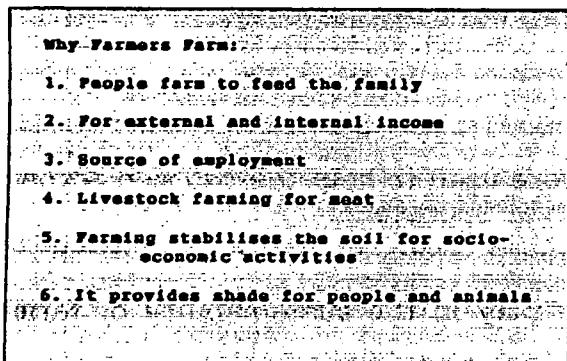 Why Farmers Farm:
1. People farm to feed the family
2. For external and internal income
3. Source of employment
4. Livestock farming for meat
5. Farming stabilises the soil for socio-
economic activities
6. It provides shade for people and animals